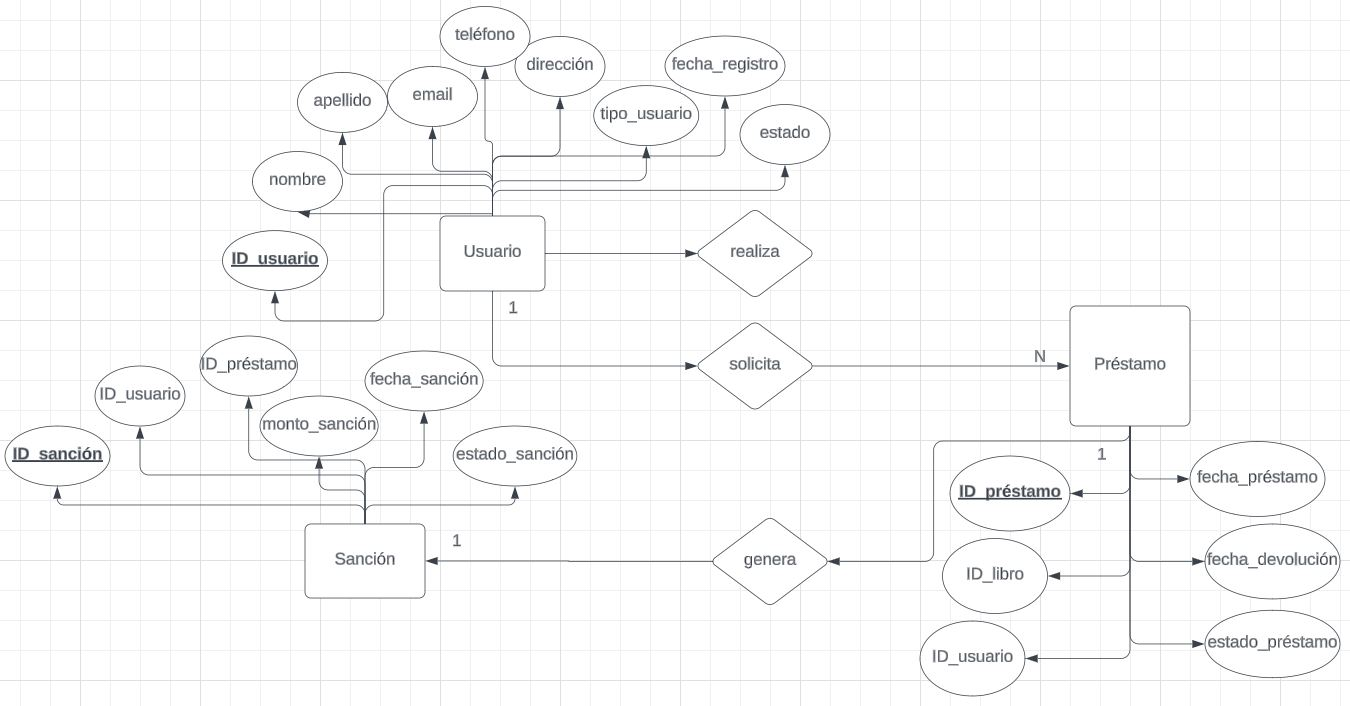 teléfono
dirección
fecha_registro
apellido
email
tipo_usuario
estado
nombre
ID_usuario
Usuario
realiza
1
solicita
N
Préstamo
ID_préstamo
fecha_sanción
ID_usuario
monto_sanción
ID_sanción
estado_sanción
1
fecha_préstamo
ID_préstamo
Sanción
1
genera
fecha_devolución
ID_libro
estado_préstamo
ID_usuario